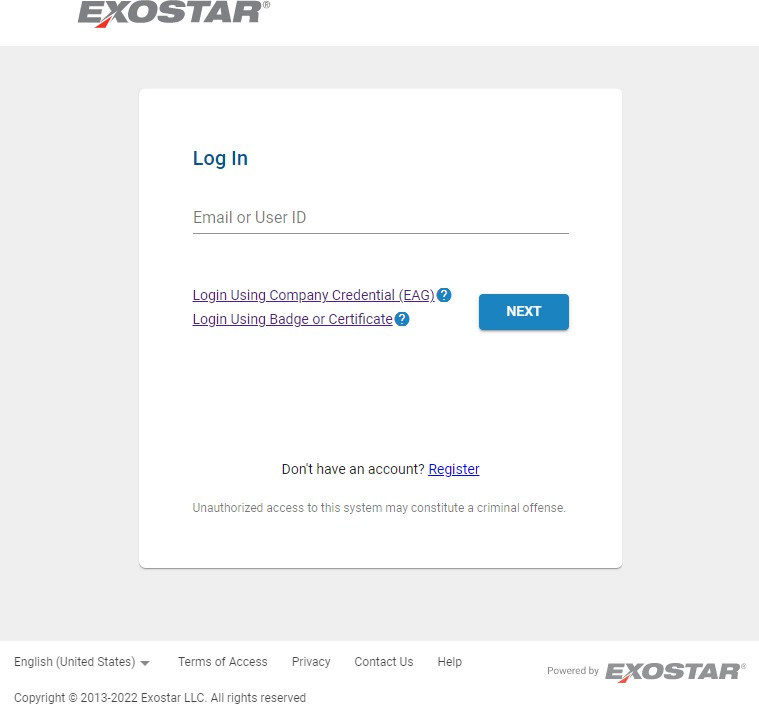 EXOSTAR®
Log In
Email or User ID
Login Using Company Credential (EAG) ?
Login Using Badge or Certificate ?
NEXT
Don't have an account? Register
Unauthorized access to this system may constitute a criminal offense.
English (United States) Terms of Access Privacy Contact Us Help
Powered by EXOSTAR®
Copyright © 2013-2022 Exostar LLC. All rights reserved